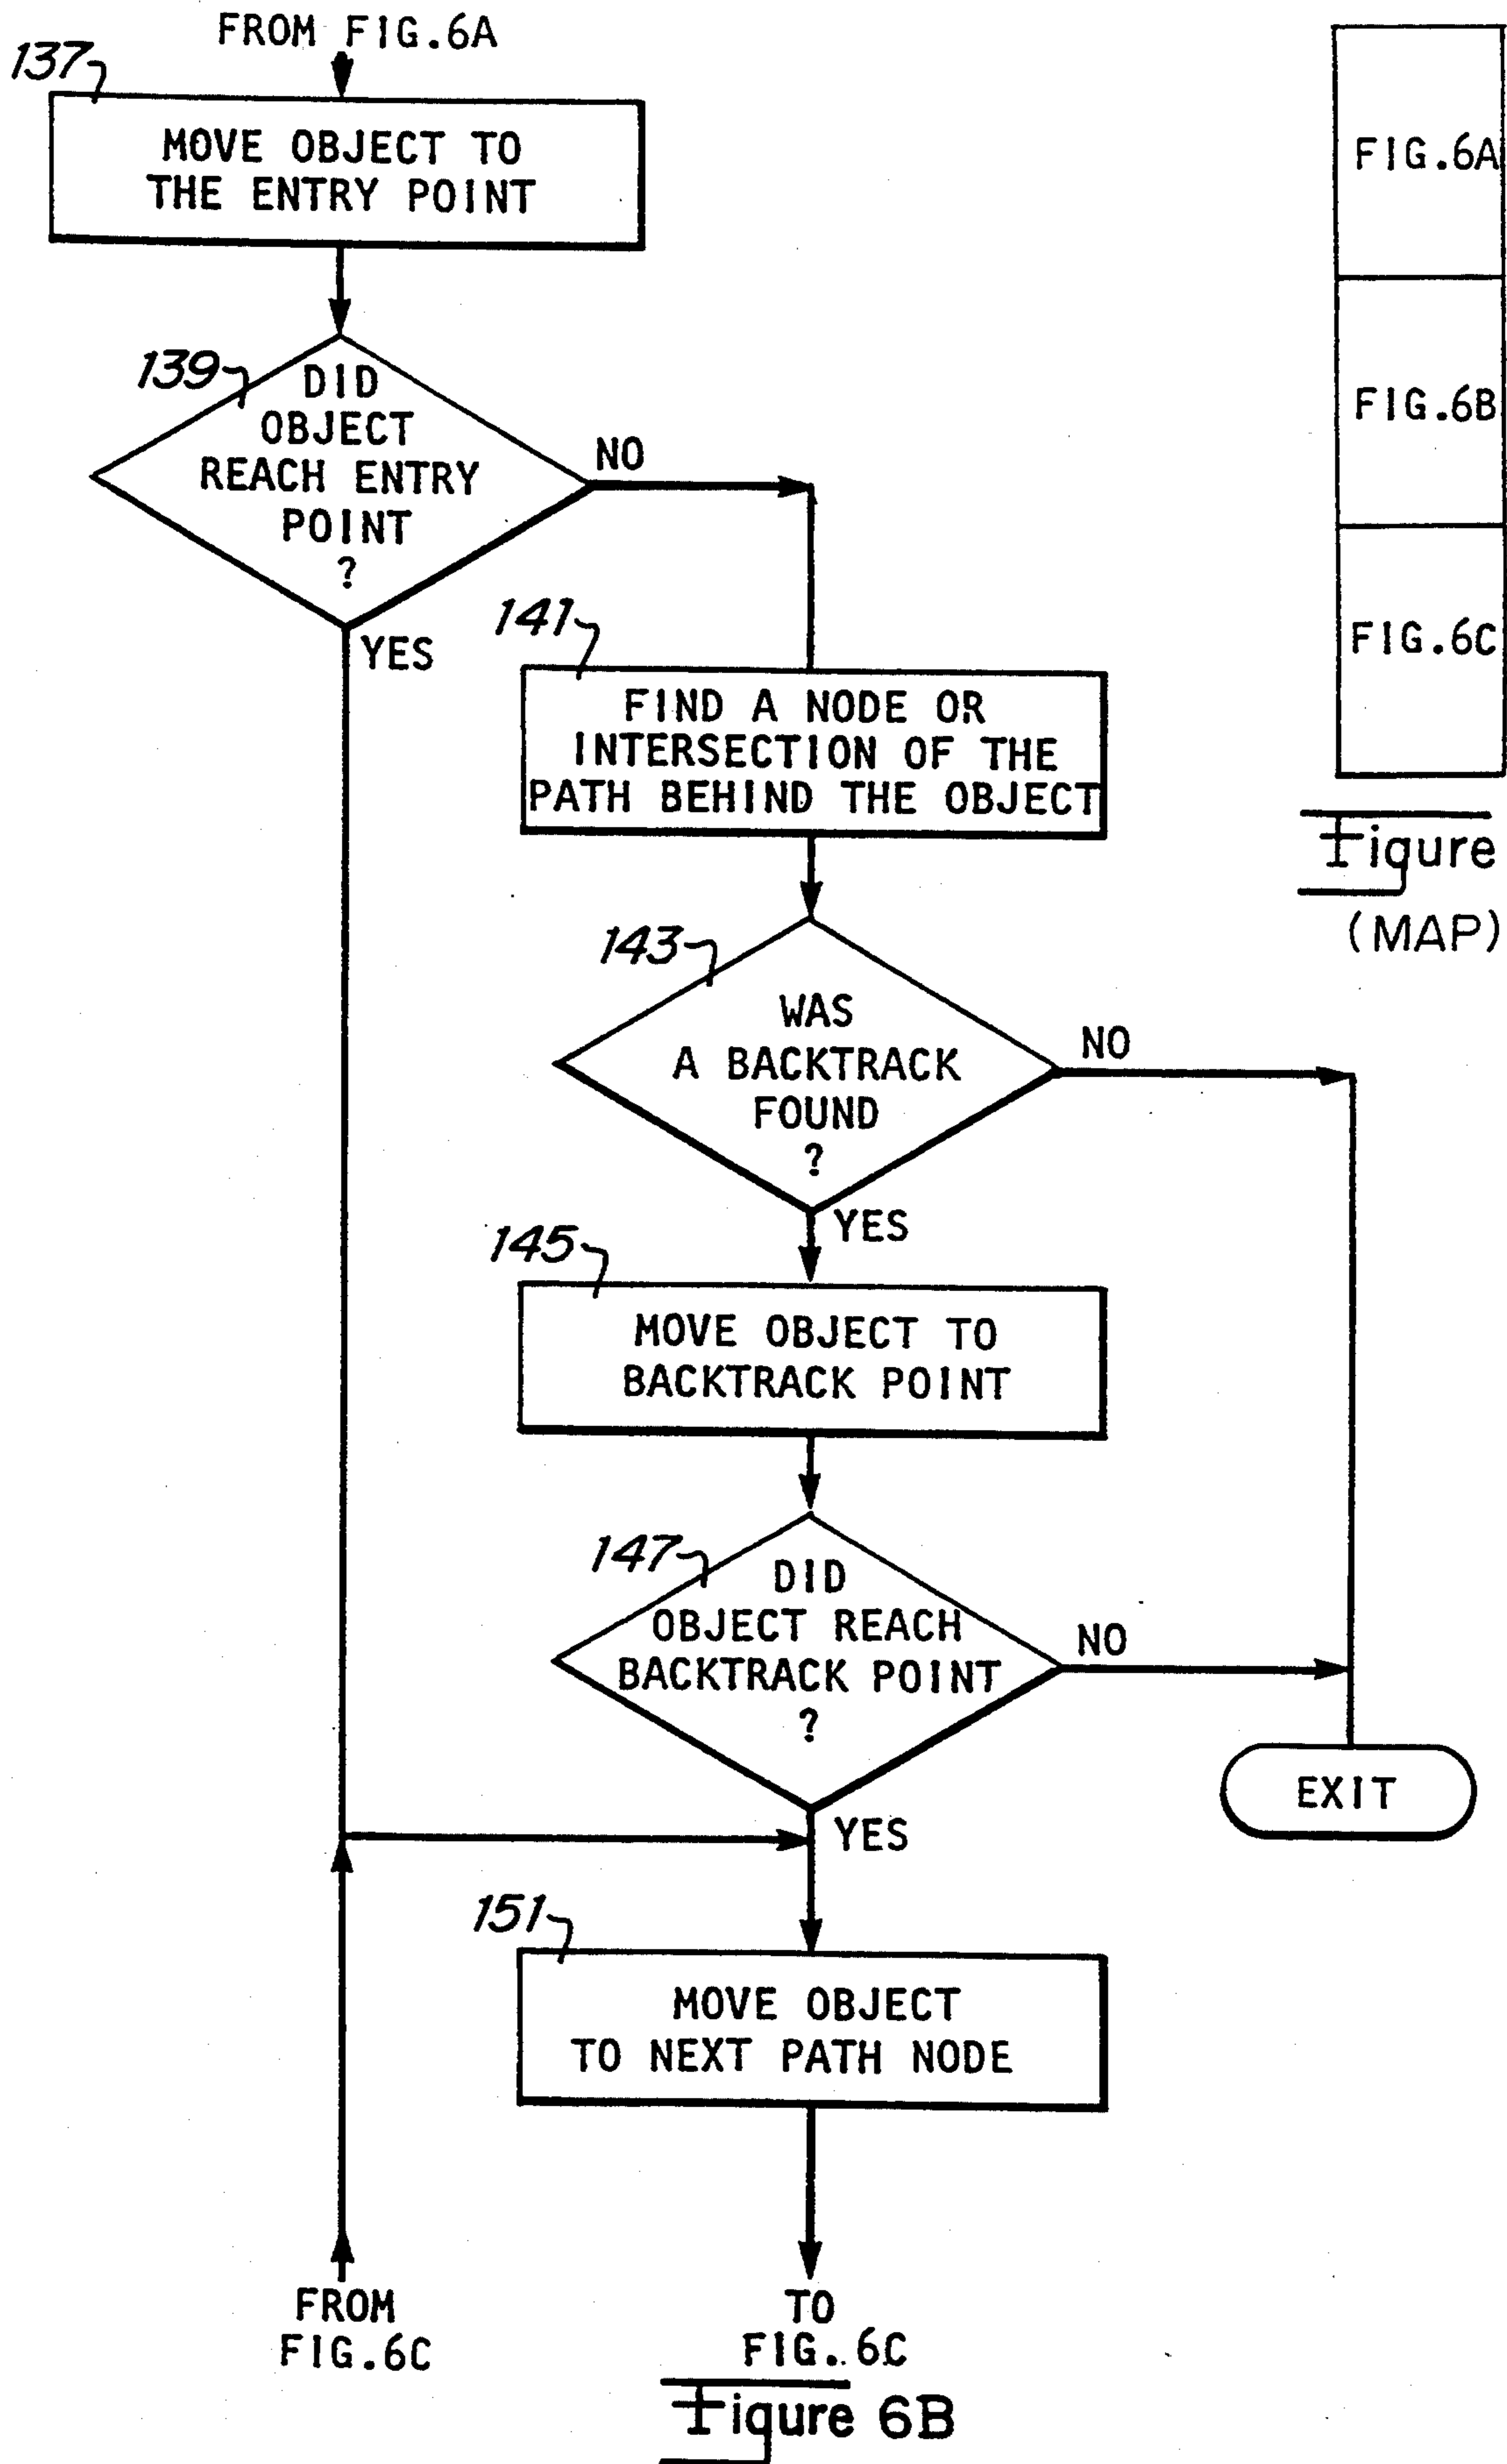 FROM FIG.6A
137
MOVE OBJECT TO
THE ENTRY POINT
139
DID
OBJECT
REACH ENTRY
POINT
?
NO
YES
141
FIND A NODE OR
INTERSECTION OF THE
PATH BEHIND THE OBJECT
143
WAS
A BACKTRACK
FOUND
?
NO
YES
145
MOVE OBJECT TO
BACKTRACK POINT
147
DID
OBJECT REACH
BACKTRACK POINT
?
NO
YES
EXIT
151
MOVE OBJECT
TO NEXT PATH NODE
FROM
FIG.6C
TO
FIG.6C
Figure 6B
FIG.6A
FIG.6B
FIG.6C
Figure
(MAP)